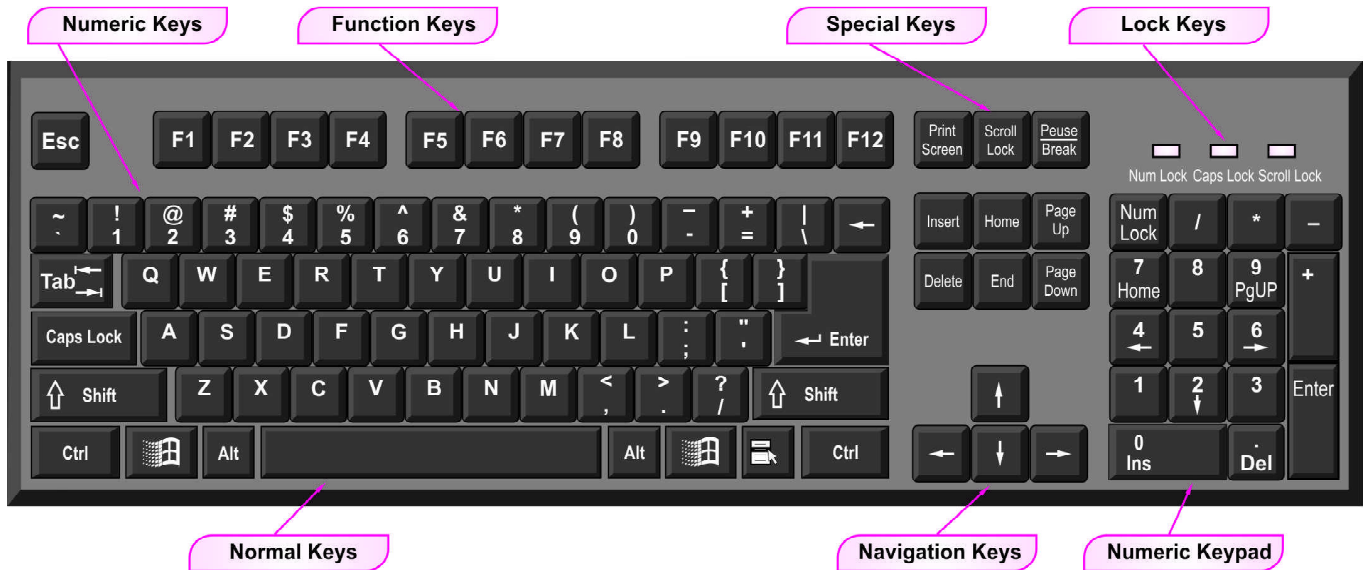 Numeric Keys Function Keys Special Keys Lock Keys
Esc F1 F2 F3 F4 F5 F6 F7 F8 F9 F10 F11 F12
Print Screen
Scroll Lock
Peuse Break
Num Lock Caps Lock Scroll Lock
~ ! @ # $ % ^ & * ( ) _ + |
` 1 2 3 4 5 6 7 8 9 0 - = \ ←
Insert Home Page Up
Num Lock / * –
Tab Q W E R T Y U I O P { [ } ]
Delete End Page Down
7 Home 8 9 PgUP +
Caps Lock A S D F G H J K L : ; " ' ↵ Enter
4 ← 5 6 →
⇧ Shift Z X C V B N M < , > . ? / ⇧ Shift
↑
1 2 ↓ 3 Enter
Ctrl Alt Alt Ctrl
← ↓ →
0 Ins . Del
Normal Keys Navigation Keys Numeric Keypad